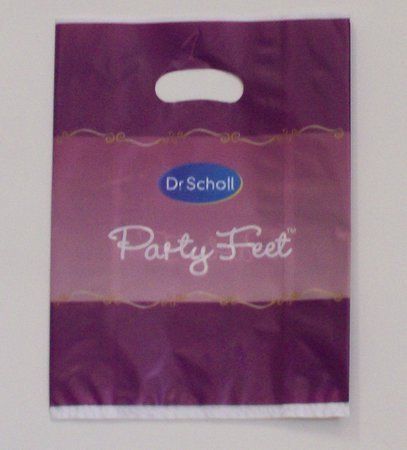 Dr Scholl
Party Feet™